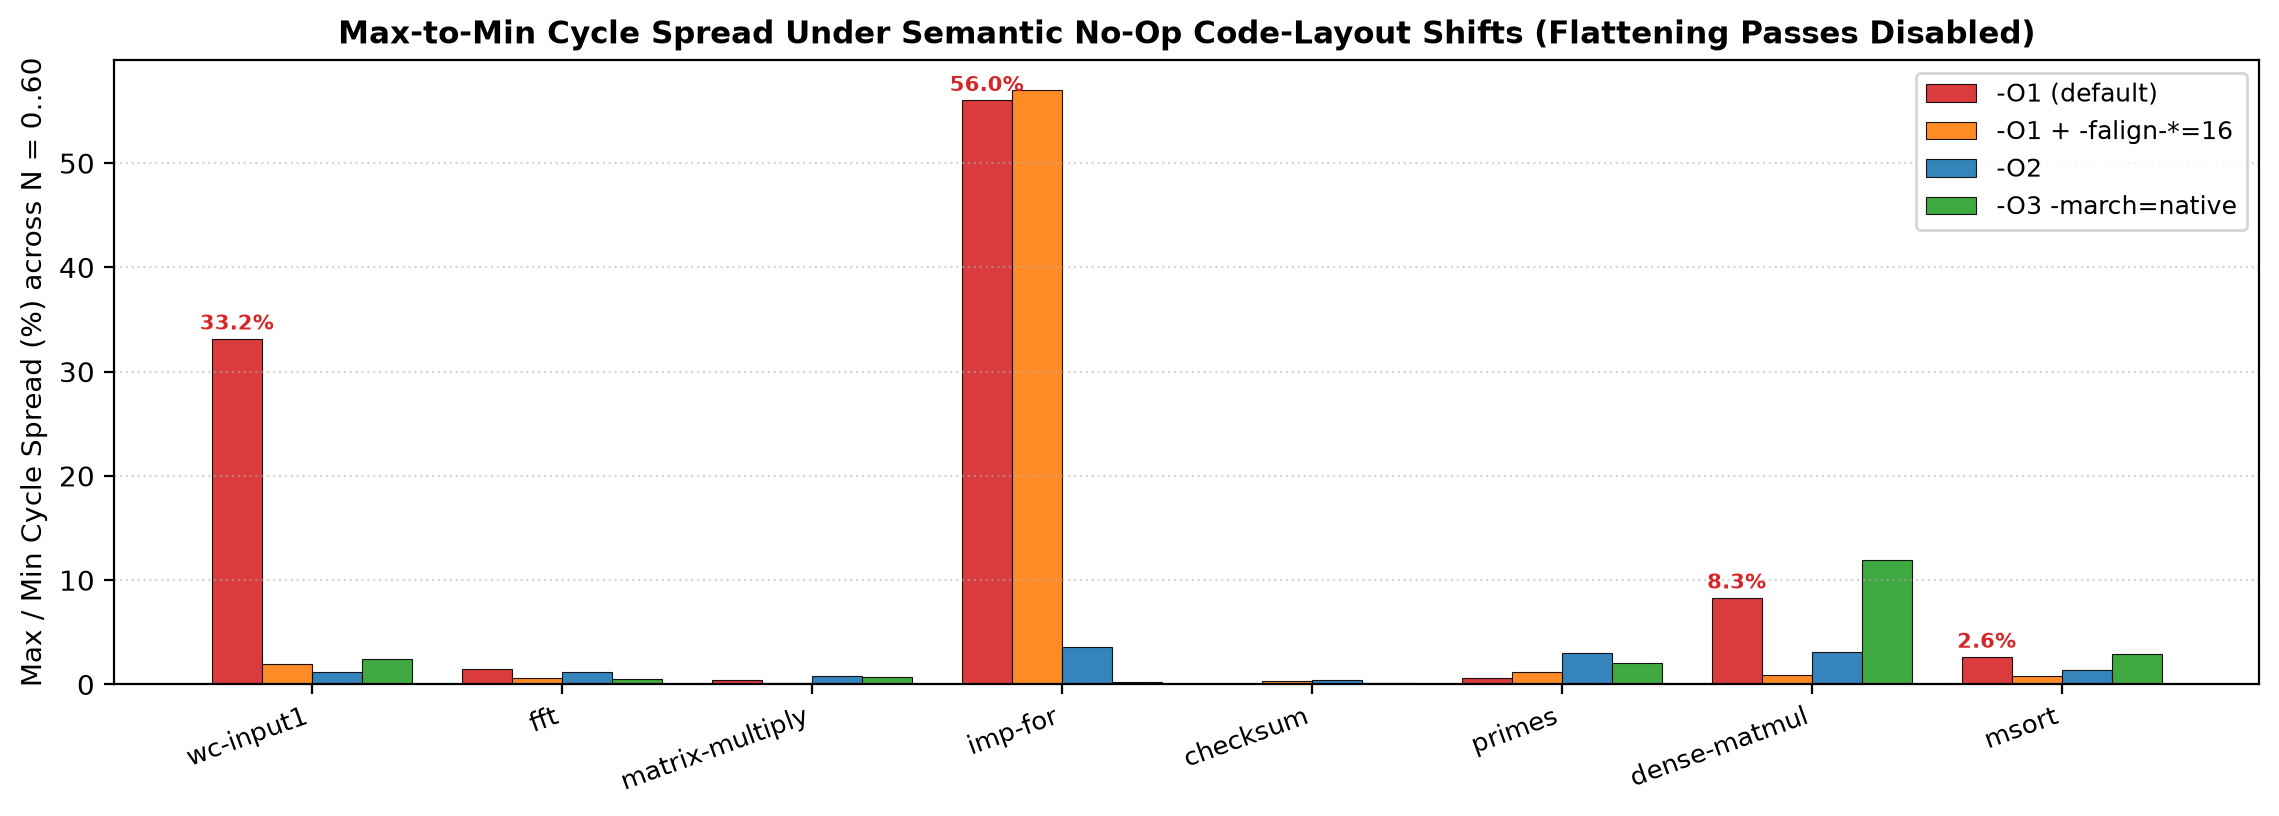 Max-to-Min Cycle Spread Under Semantic No-Op Code-Layout Shifts (Flattening Passes Disabled)
Max / Min Cycle Spread (%) across N = 0..60
50
40
30
20
10
0
33.2%
56.0%
8.3%
2.6%
-O1 (default)
-O1 + -falign-*=16
-O2
-O3 -march=native
wc-input1
fft
matrix-multiply
imp-for
checksum
primes
dense-matmul
msort